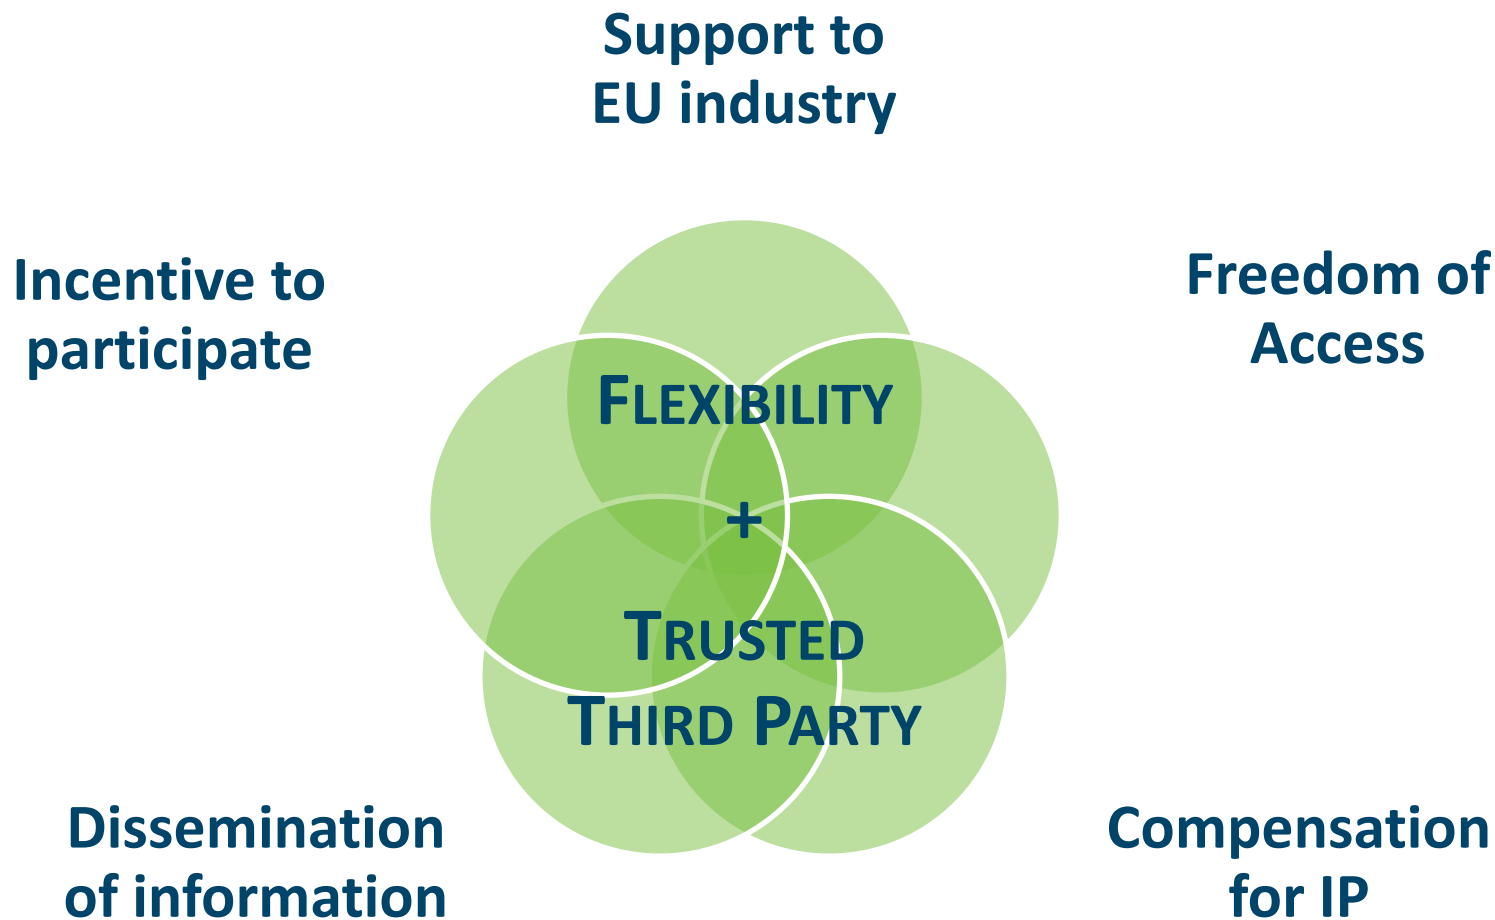 Support to
EU industry
Incentive to
participate
Freedom of
Access
FLEXIBILITY
+
TRUSTED
THIRD PARTY
Dissemination
of information
Compensation
for IP